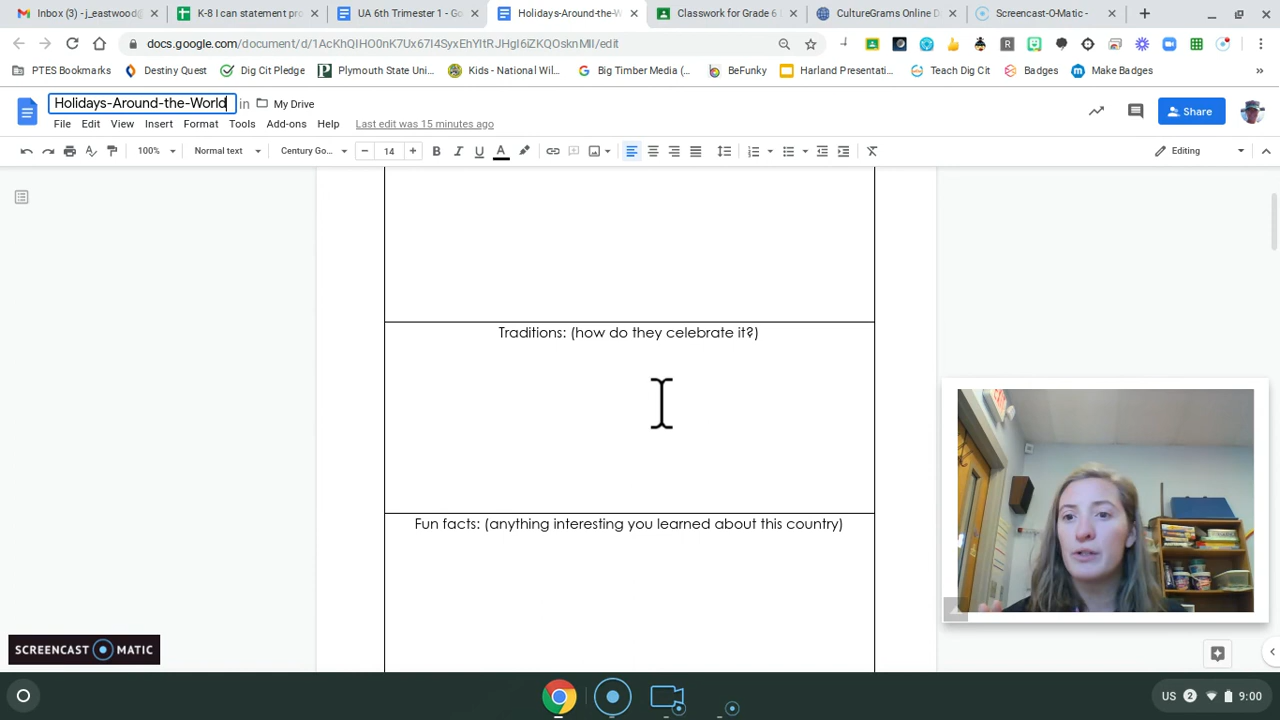 Inbox (3) - j_eastwood@
K-8 I can statement pro
UA 6th Trimester 1 - Go
Holidays-Around-the-W
Classwork for Grade
CultureGrams Online D
Screencast-O-Matic -
docs.google.com/document/d/1AcKhQIHO0nK7Ux67I4SyxEhYltRJHgI6iZKQOsknMlI/edit
PTES Bookmarks
Destiny Quest
Dig Cit Pledge
Plymouth State Uni...
Kids - National Wil...
Big Timber Media (...
BeFunky
Harland Presentati...
Teach Dig Cit
Badges
Make Badges
Holidays-Around-the-World in My Drive
File Edit View Insert Format Tools Add-ons Help Last edit was 15 minutes ago
Share
100% Normal text Century Go... 14 Editing
Traditions: (how do they celebrate it?)
Fun facts: (anything interesting you learned about this country)
SCREENCAST MATIC
US 2 9:00